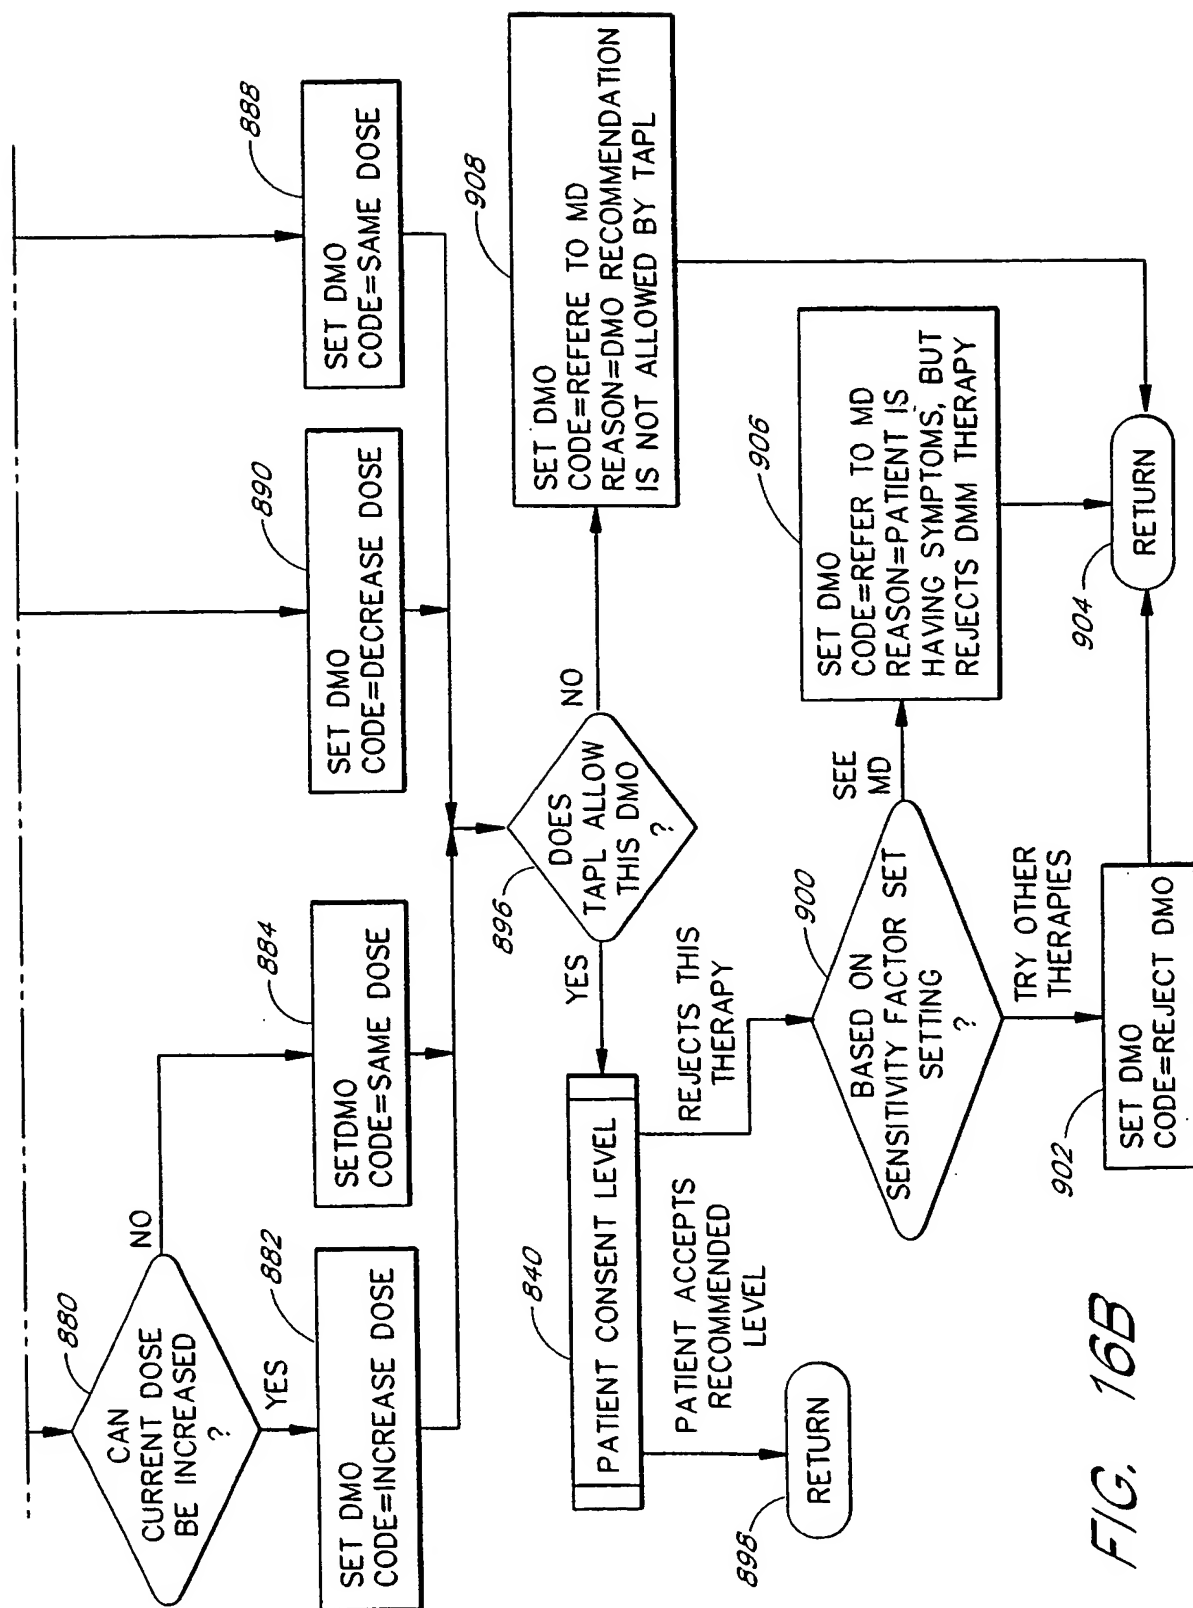 880
CAN
CURRENT DOSE
BE INCREASED
?
NO
YES
882
SET DMO
CODE=INCREASE DOSE
884
SETDMO
CODE=SAME DOSE
890
SET DMO
CODE=DECREASE DOSE
888
SET DMO
CODE=SAME DOSE
896
DOES
TAPL ALLOW
THIS DMO
?
YES
NO
908
SET DMO
CODE=REFERE TO MD
REASON=DMO RECOMMENDATION
IS NOT ALLOWED BY TAPL
840
PATIENT CONSENT LEVEL
PATIENT ACCEPTS
RECOMMENDED
LEVEL
REJECTS THIS
THERAPY
898
RETURN
900
BASED ON
SENSITIVITY FACTOR SET
SETTING
?
SEE
MD
TRY OTHER
THERAPIES
906
SET DMO
CODE=REFER TO MD
REASON=PATIENT IS
HAVING SYMPTOMS, BUT
REJECTS DMM THERAPY
902
SET DMO
CODE=REJECT DMO
904
RETURN
FIG. 16B